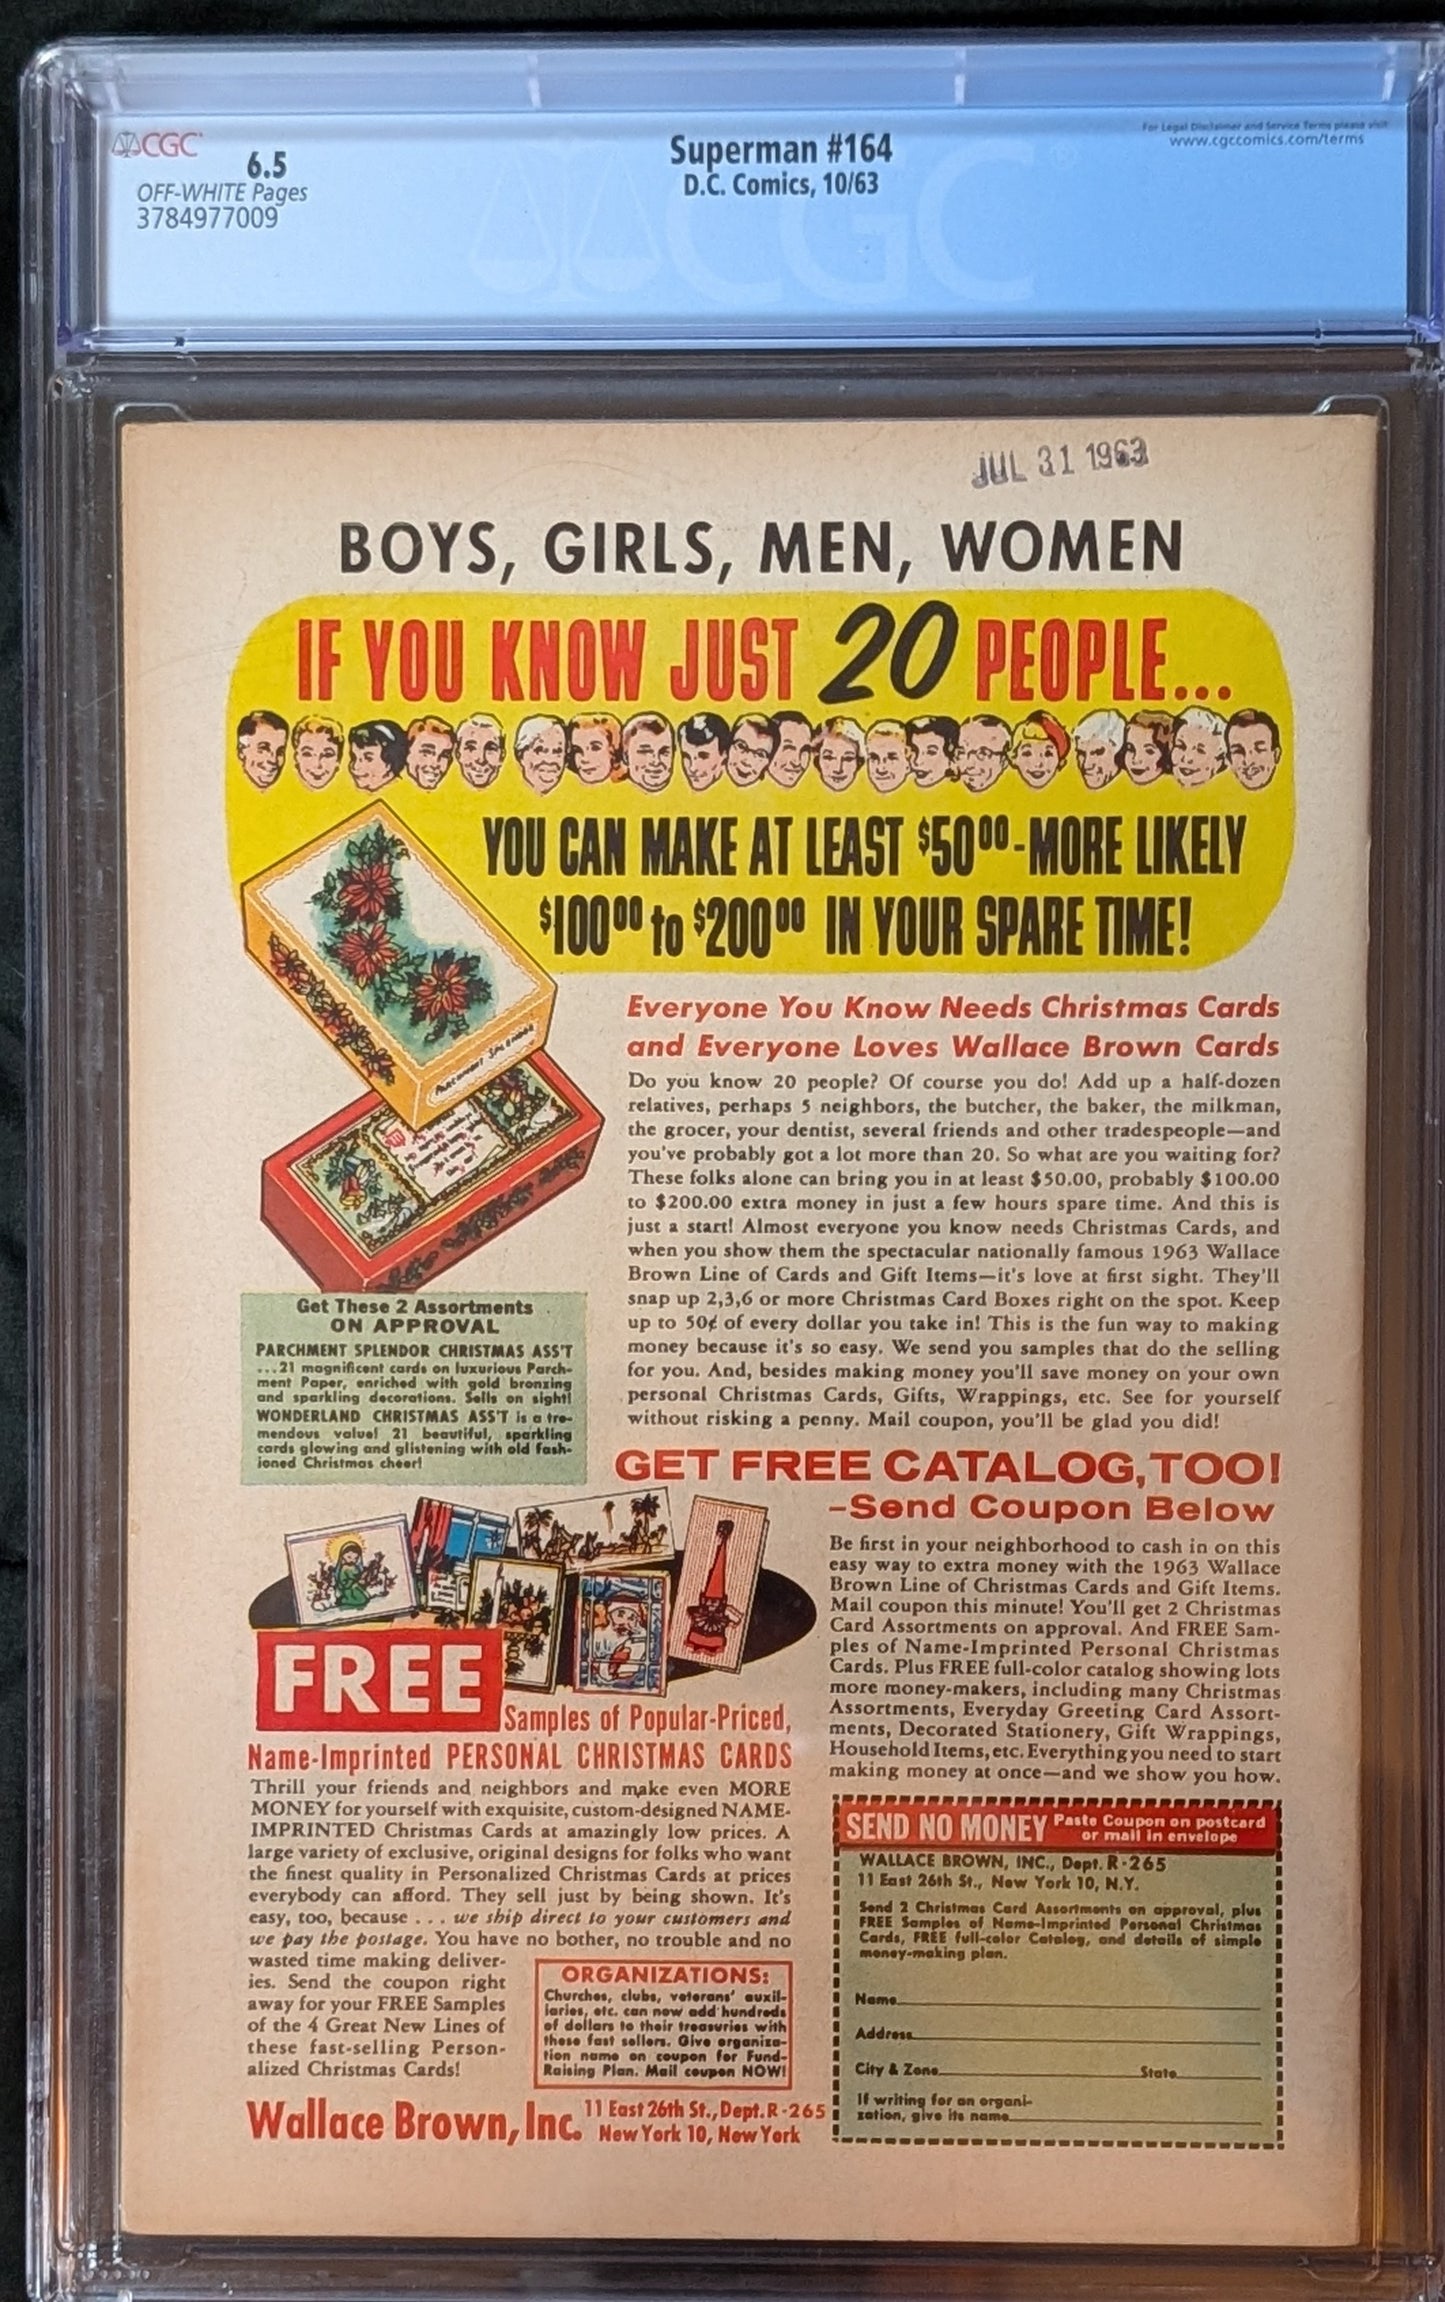 CGC
6.5
OFF-WHITE Pages
3784977009
Superman #164
D.C. Comics, 10/63
For Legal Disclaimer and Service Terms please visit
www.cgccomics.com/terms
CGC
JUL 31 1963
BOYS, GIRLS, MEN, WOMEN
IF YOU KNOW JUST 20 PEOPLE...
YOU CAN MAKE AT LEAST $5000-MORE LIKELY
$10000 to $20000 IN YOUR SPARE TIME!
PARCHMENT SPLENDOR
Everyone You Know Needs Christmas Cards
and Everyone Loves Wallace Brown Cards
Do you know 20 people? Of course you do! Add up a half-dozen
relatives, perhaps 5 neighbors, the butcher, the baker, the milkman,
the grocer, your dentist, several friends and other tradespeople—and
you've probably got a lot more than 20. So what are you waiting for?
These folks alone can bring you in at least $50.00, probably $100.00
to $200.00 extra money in just a few hours spare time. And this is
just a start! Almost everyone you know needs Christmas Cards, and
when you show them the spectacular nationally famous 1963 Wallace
Brown Line of Cards and Gift Items—it's love at first sight. They'll
snap up 2,3,6 or more Christmas Card Boxes right on the spot. Keep
up to 50¢ of every dollar you take in! This is the fun way to making
money because it's so easy. We send you samples that do the selling
for you. And, besides making money you'll save money on your own
personal Christmas Cards, Gifts, Wrappings, etc. See for yourself
without risking a penny. Mail coupon, you'll be glad you did!
Get These 2 Assortments
ON APPROVAL
PARCHMENT SPLENDOR CHRISTMAS ASS'T
...21 magnificent cards on luxurious Parch-
ment Paper, enriched with gold bronzing
and sparkling decorations. Sells on sight!
WONDERLAND CHRISTMAS ASS'T is a tre-
mendous value! 21 beautiful, sparkling
cards glowing and glistening with old fash-
ioned Christmas cheer!
GET FREE CATALOG, TOO!
-Send Coupon Below
Be first in your neighborhood to cash in on this
easy way to extra money with the 1963 Wallace
Brown Line of Christmas Cards and Gift Items.
Mail coupon this minute! You'll get 2 Christmas
Card Assortments on approval. And FREE Sam-
ples of Name-Imprinted Personal Christmas
Cards. Plus FREE full-color catalog showing lots
more money-makers, including many Christmas
Assortments, Everyday Greeting Card Assort-
ments, Decorated Stationery, Gift Wrappings,
Household Items, etc. Everything you need to start
making money at once—and we show you how.
FREE
Samples of Popular-Priced,
Name-Imprinted PERSONAL CHRISTMAS CARDS
Thrill your friends and neighbors and make even MORE
MONEY for yourself with exquisite, custom-designed NAME-
IMPRINTED Christmas Cards at amazingly low prices. A
large variety of exclusive, original designs for folks who want
the finest quality in Personalized Christmas Cards at prices
everybody can afford. They sell just by being shown. It's
easy, too, because . . . we ship direct to your customers and
we pay the postage. You have no bother, no trouble and no
wasted time making deliver-
ies. Send the coupon right
away for your FREE Samples
of the 4 Great New Lines of
these fast-selling Person-
alized Christmas Cards!
ORGANIZATIONS:
Churches, clubs, veterans' auxil-
iaries, etc. can now add hundreds
of dollars to their treasuries with
these fast sellers. Give organiza-
tion name on coupon for Fund-
Raising Plan. Mail coupon NOW!
Wallace Brown, Inc. 11 East 26th St., Dept. R-265
New York 10, New York
SEND NO MONEY Paste Coupon on postcard
or mail in envelope
WALLACE BROWN, INC., Dept. R-265
11 East 26th St., New York 10, N.Y.
Send 2 Christmas Card Assortments on approval, plus
FREE Samples of Name-Imprinted Personal Christmas
Cards, FREE full-color Catalog, and details of simple
money-making plan.
Name
Address
City & Zone State
If writing for an organi-
zation, give its name